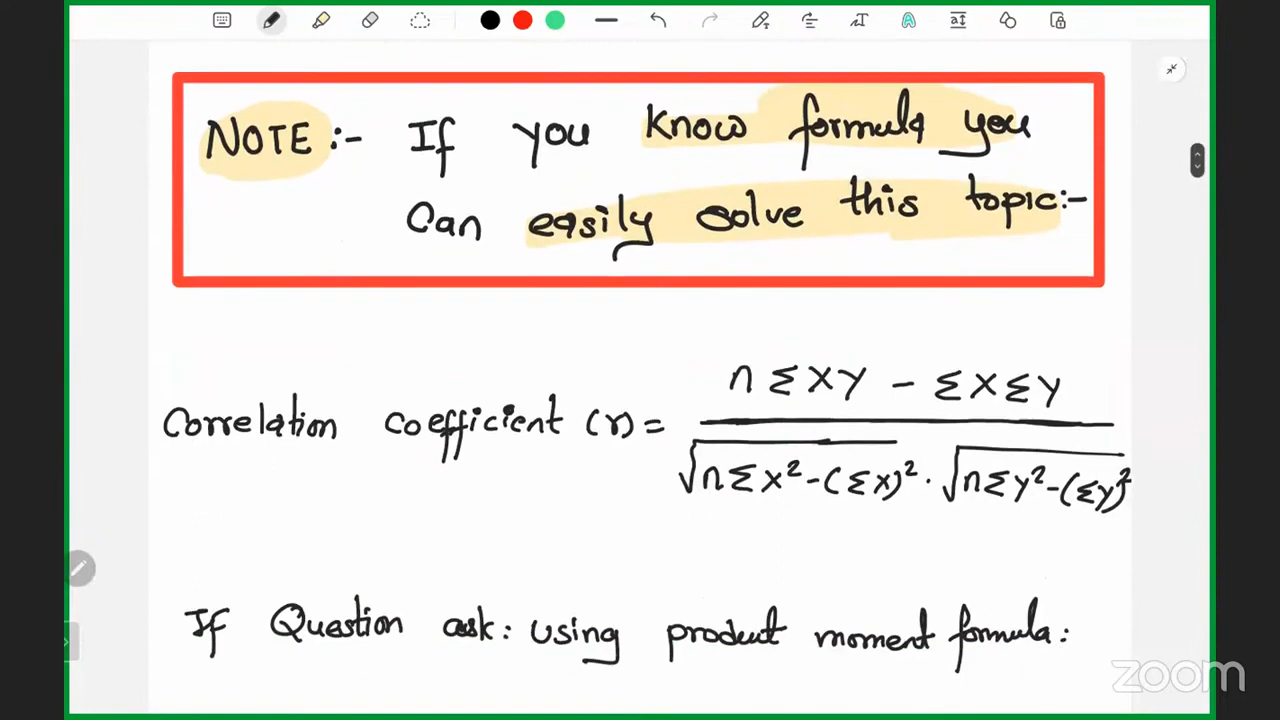 NOTE :- If you know formula you
Can easily solve this topic:-
Correlation coefficient (r) = n ΣXY - ΣXΣY / √nΣX²-(ΣX)² · √nΣY²-(ΣY)²
If Question ask: using product moment formula:
zoom